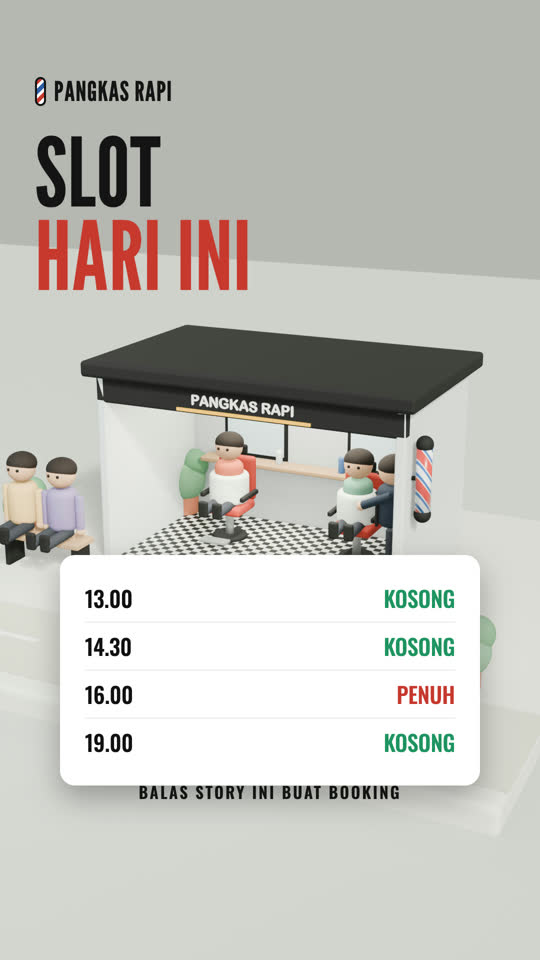 PANGKAS RAPI
SLOT
HARI INI
PANGKAS RAPI
13.00 KOSONG
14.30 KOSONG
16.00 PENUH
19.00 KOSONG
BALAS STORY INI BUAT BOOKING